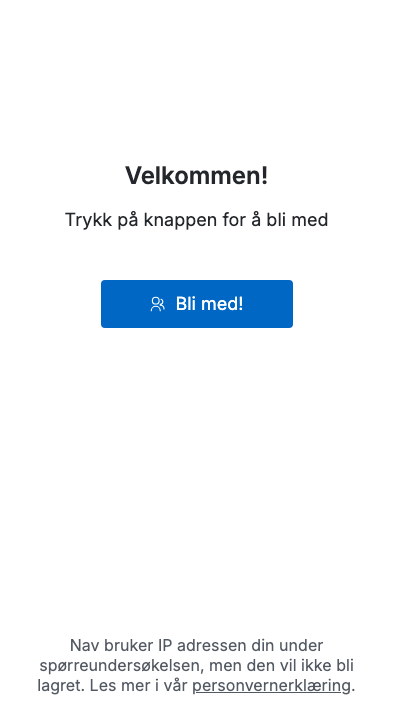 Velkommen!
Trykk på knappen for å bli med
Bli med!
Nav bruker IP adressen din under
spørreundersøkelsen, men den vil ikke bli
lagret. Les mer i vår personvernerklæring.